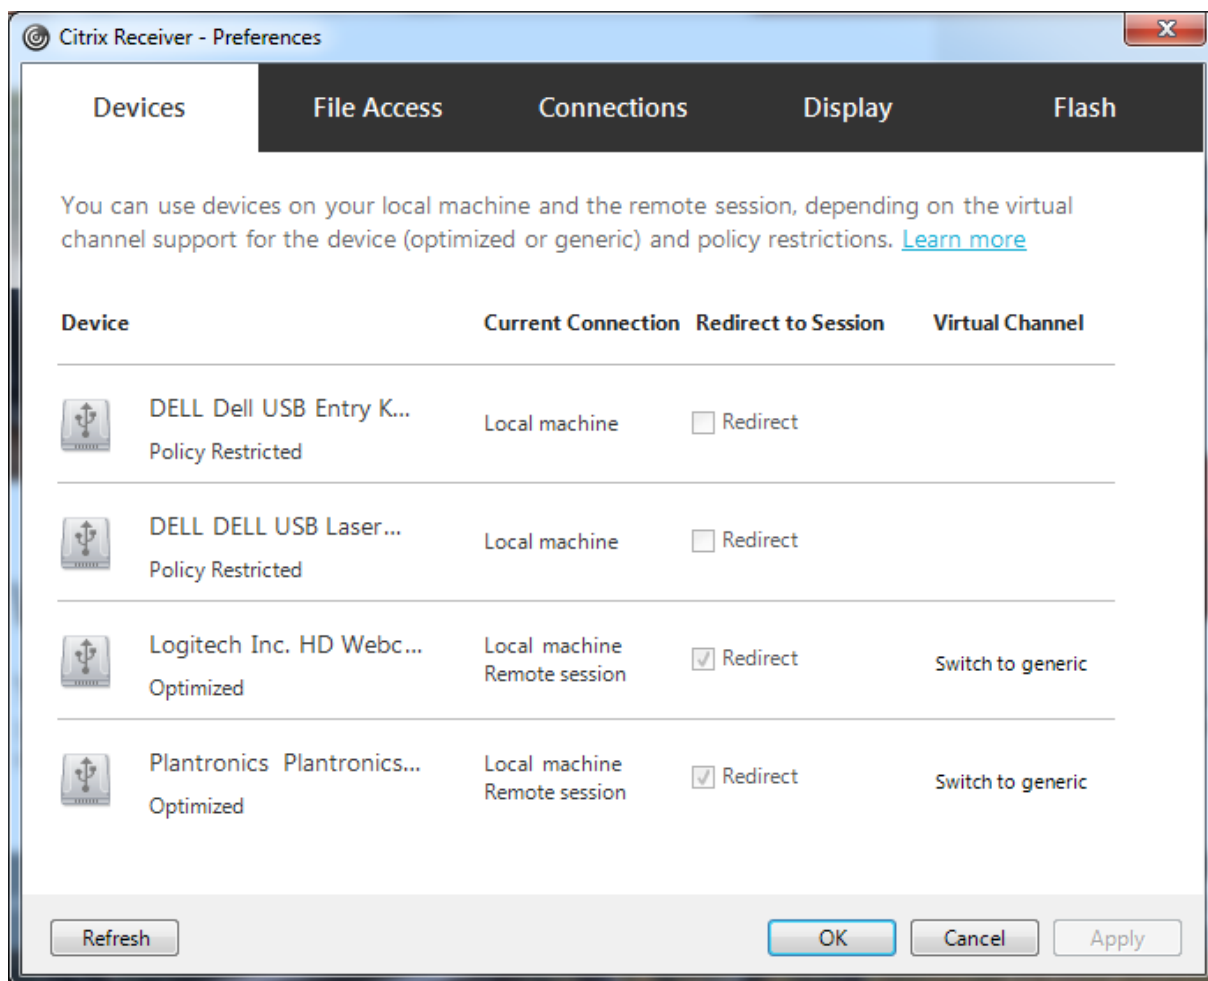 Citrix Receiver - Preferences
Devices File Access Connections Display Flash
You can use devices on your local machine and the remote session, depending on the virtual
channel support for the device (optimized or generic) and policy restrictions. Learn more
Device Current Connection Redirect to Session Virtual Channel
DELL Dell USB Entry K...
Policy Restricted
Local machine
Redirect
DELL DELL USB Laser...
Policy Restricted
Local machine
Redirect
Logitech Inc. HD Webc...
Optimized
Local machine
Remote session
Redirect
Switch to generic
Plantronics Plantronics...
Optimized
Local machine
Remote session
Redirect
Switch to generic
Refresh OK Cancel Apply